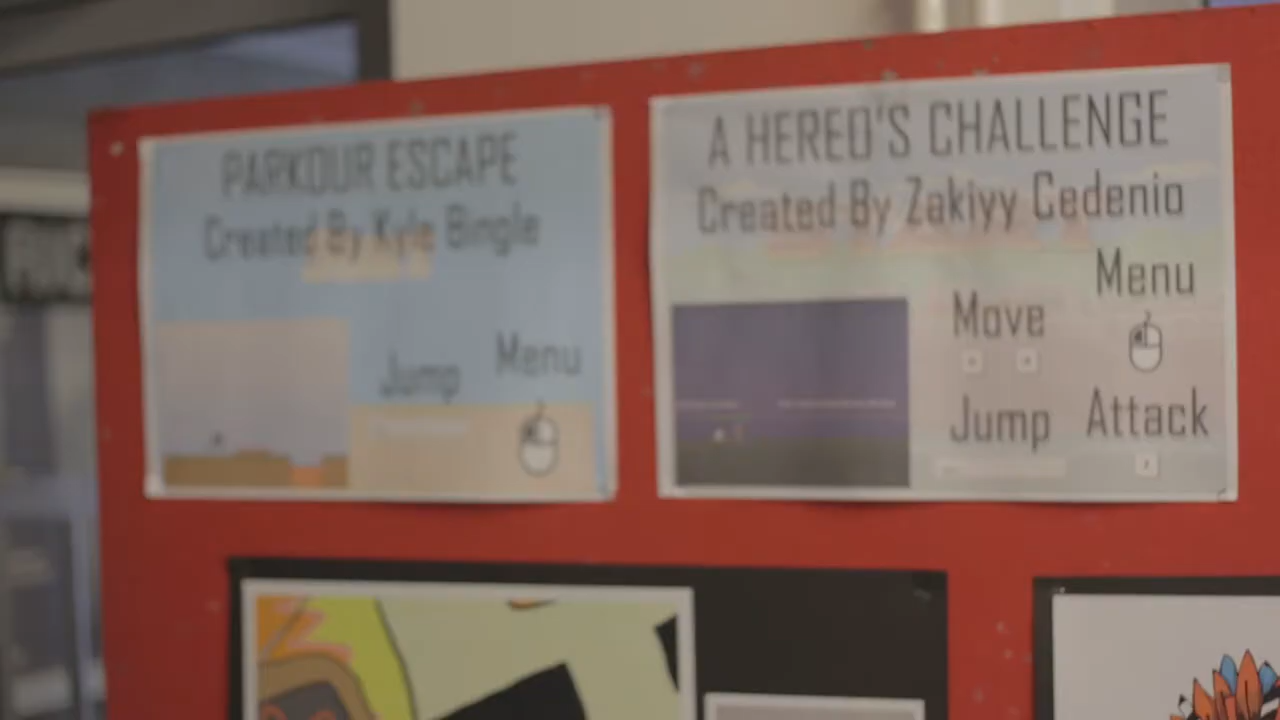 PARKOUR ESCAPE
Created By Kyle Bingle
Jump
Menu
A HEREO'S CHALLENGE
Created By Zakiyy Cedenio
Menu
Move
Jump
Attack